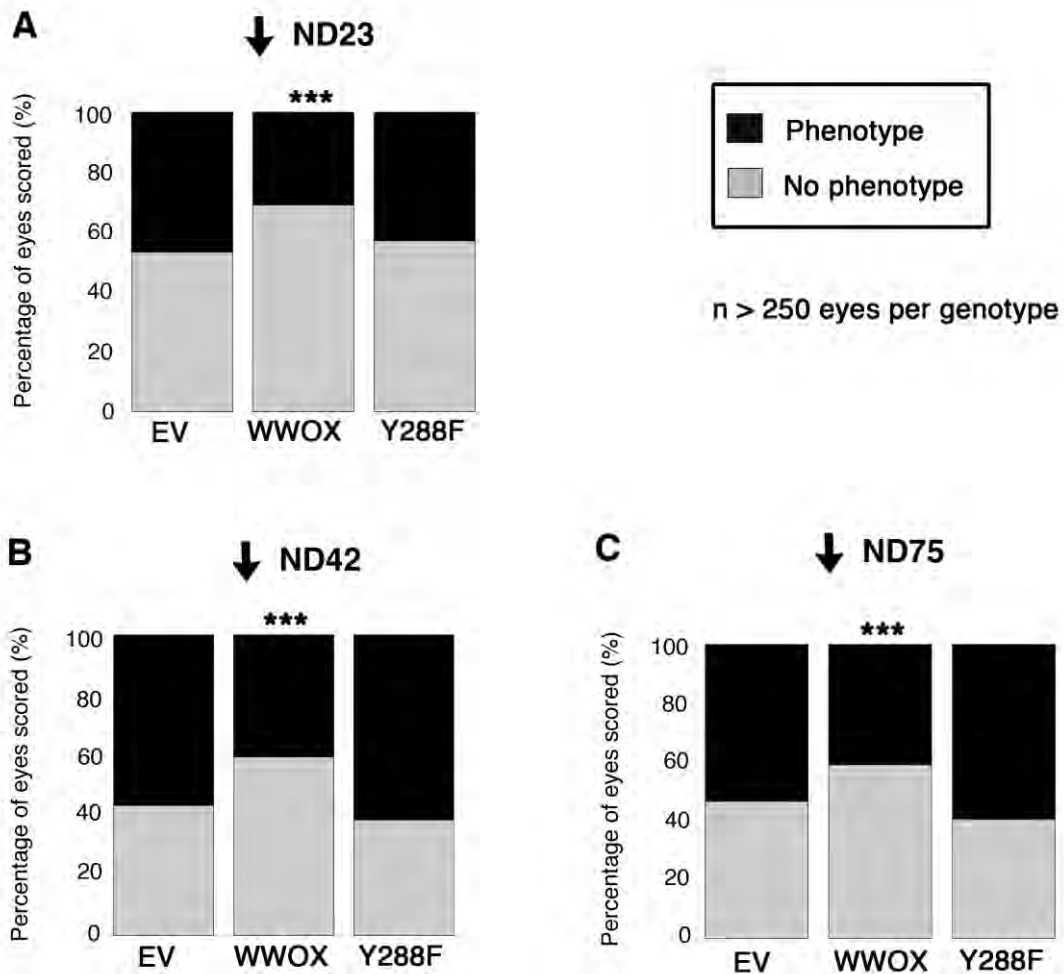 A
ND23
***
Percentage of eyes scored (%)
100
80
60
40
20
0
EV WWOX Y288F
Phenotype
No phenotype
n > 250 eyes per genotype
B
ND42
***
Percentage of eyes scored (%)
100
80
60
40
20
0
EV WWOX Y288F
C
ND75
***
Percentage of eyes scored (%)
100
80
60
40
20
0
EV WWOX Y288F